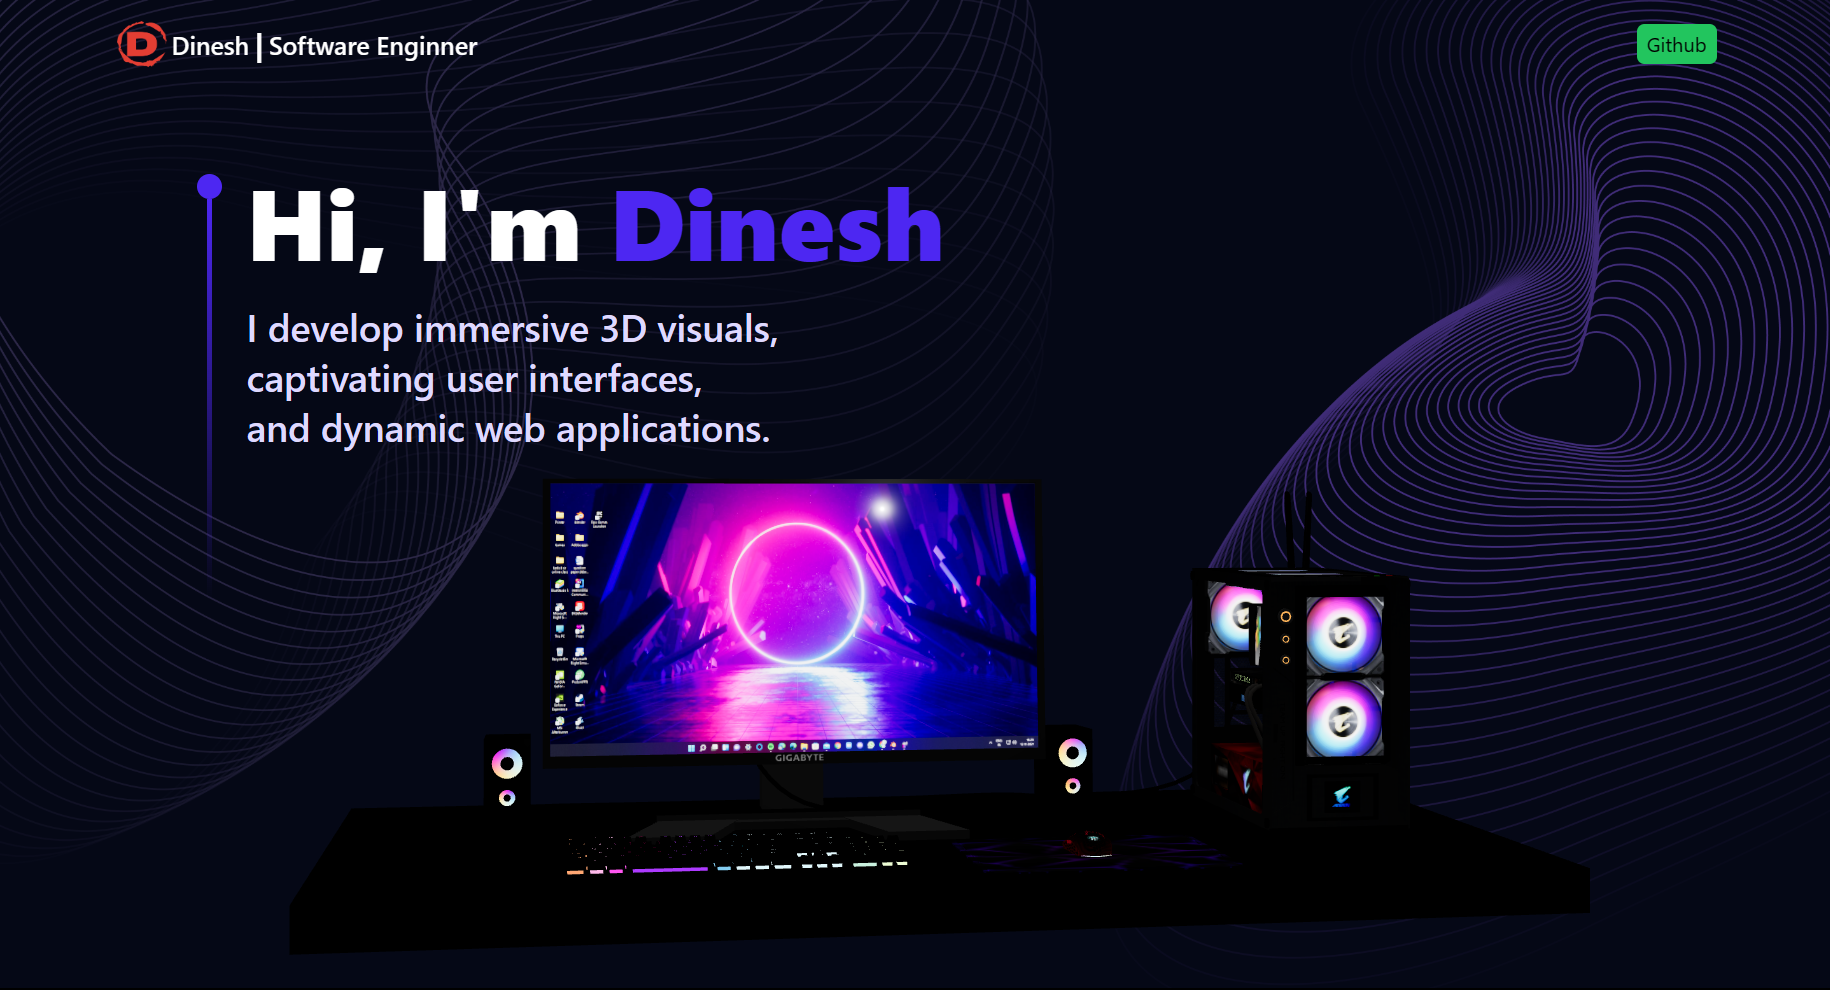 D Dinesh | Software Enginner
Github
Hi, I'm Dinesh
I develop immersive 3D visuals,
captivating user interfaces,
and dynamic web applications.
GIGABYTE